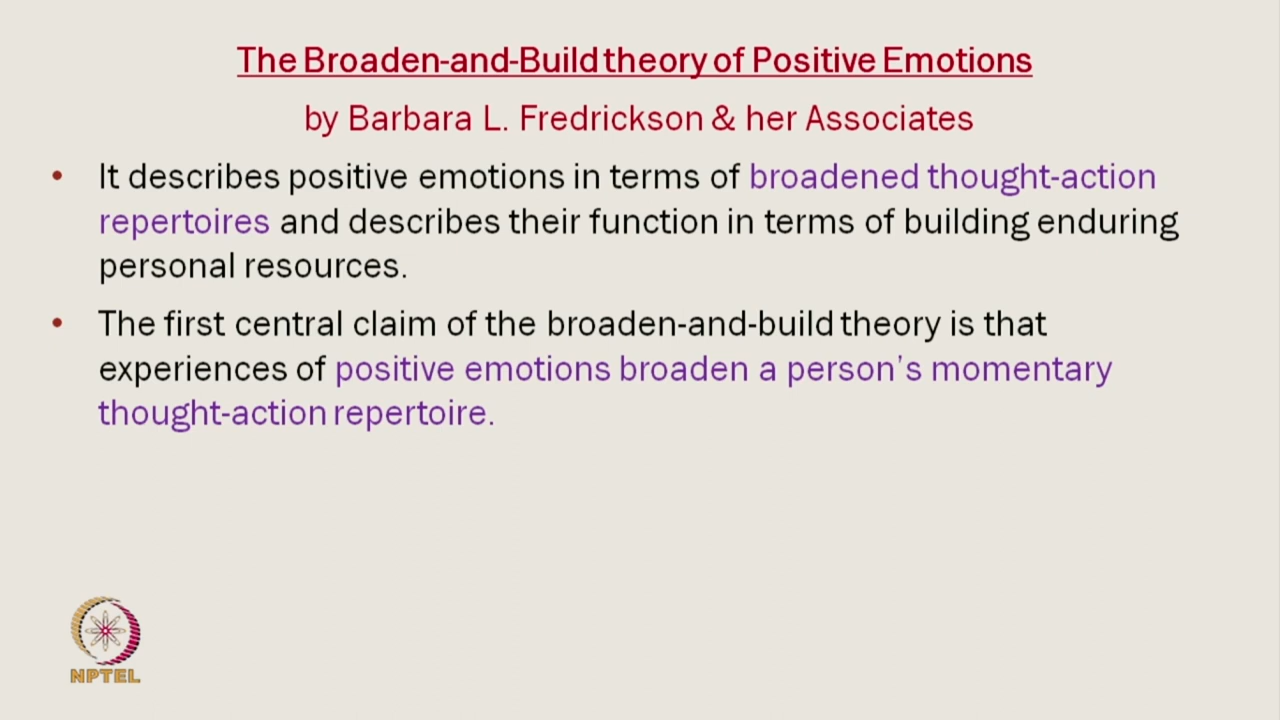 The Broaden-and-Build theory of Positive Emotions
by Barbara L. Fredrickson & her Associates
• It describes positive emotions in terms of broadened thought-action
repertoires and describes their function in terms of building enduring
personal resources.
• The first central claim of the broaden-and-build theory is that
experiences of positive emotions broaden a person's momentary
thought-action repertoire.
NPTEL